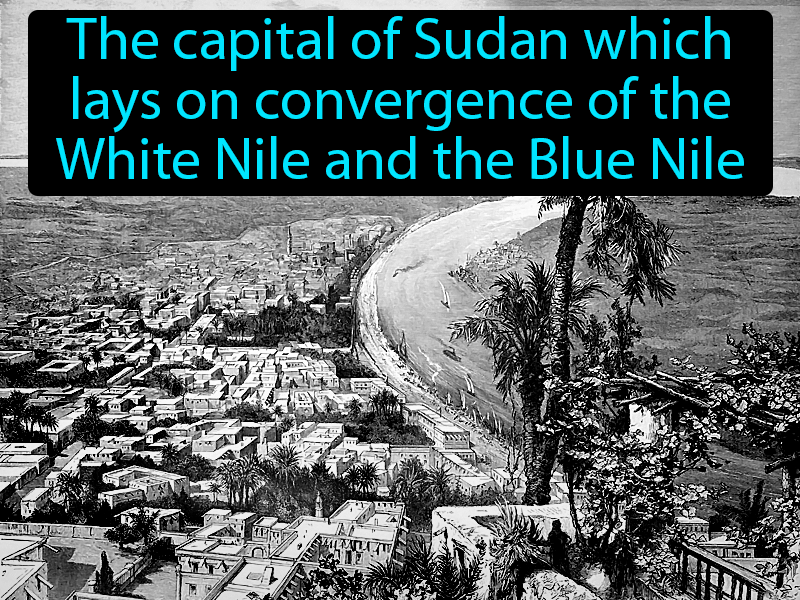 The capital of Sudan which
lays on convergence of the
White Nile and the Blue Nile